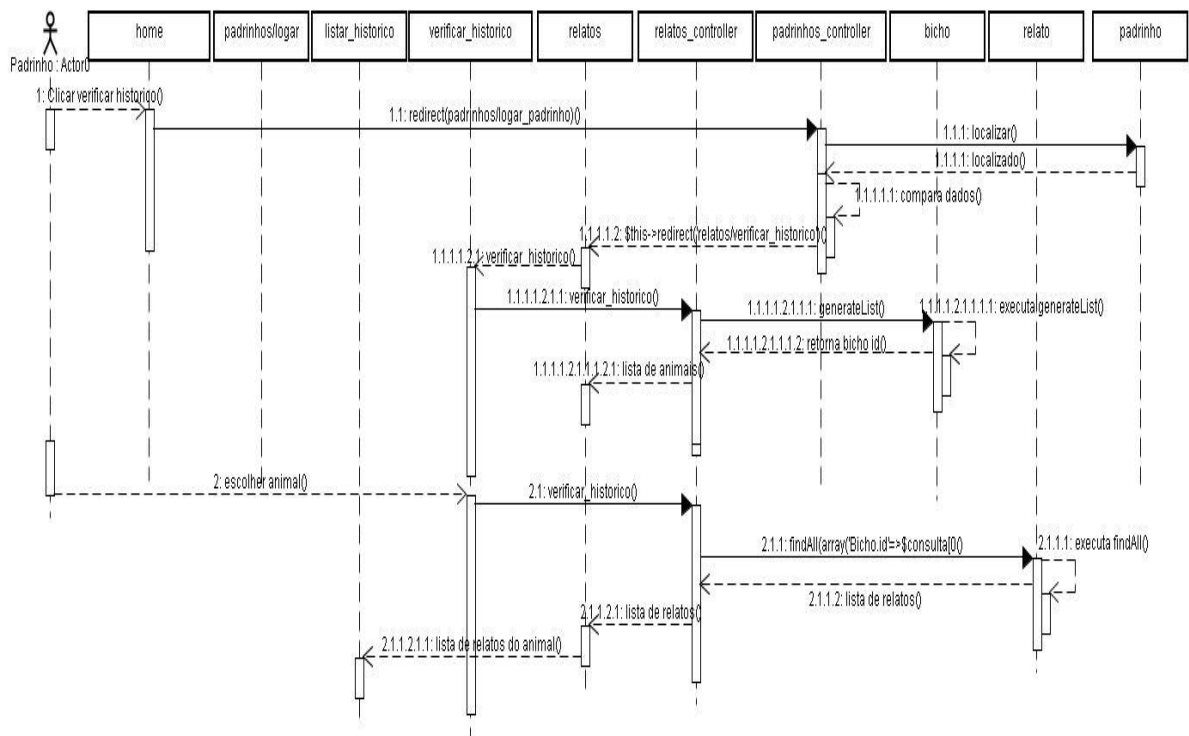 home
padrinhos/logar
listar_historico
verificar_historico
relatos
relatos_controller
padrinhos_controller
bicho
relato
padrinho
Padrinho : Actor0
1: Clicar verificar historico()
1.1: redirect(padrinhos/logar_padrinho)()
1.1.1: localizar()
1.1.1.1: localizado()
1.1.1.1.1: compara dados()
1.1.1.1.2: $this->redirect('relatos/verificar_historico')()
1.1.1.1.2.1: verificar_historico()
1.1.1.1.2.1.1: verificar_historico()
1.1.1.1.2.1.1.1: generateList()
1.1.1.1.2.1.1.1.1: executa generateList()
1.1.1.1.2.1.1.1.2: retorna bicho id()
1.1.1.1.2.1.1.1.2.1: lista de animais()
2: escolher animal()
2.1: verificar_historico()
2.1.1: findAll(array('Bicho.id'=>$consulta[0()
2.1.1.1: executa findAll()
2.1.1.2: lista de relatos()
2.1.1.2.1: lista de relatos()
2.1.1.2.1.1: lista de relatos do animal()